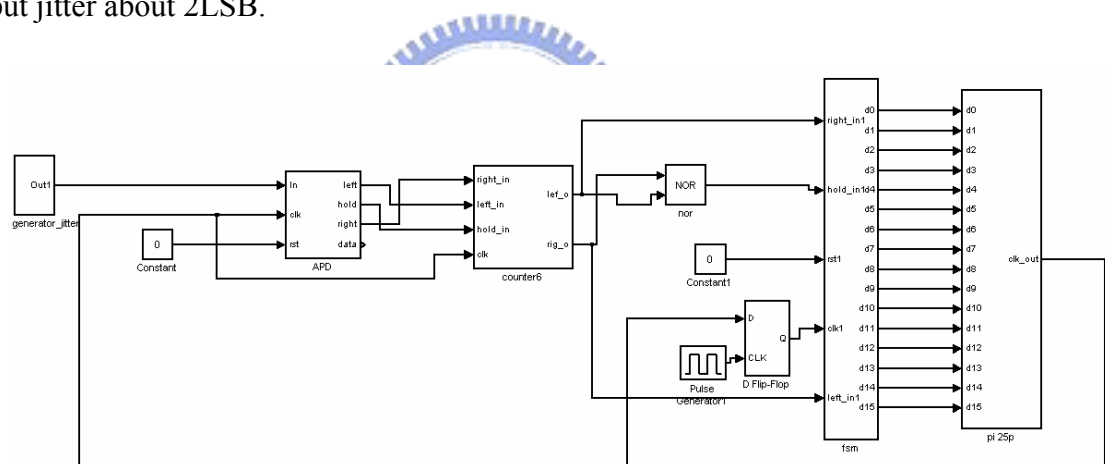 out jitter about 2LSB.
Out1
generator_jitter
0
Constant
In
clk
rst
left
hold
right
data
APD
right_in
left_in
hold_in
clk
lef_o
rig_o
counter6
NOR
nor
0
Constant1
D
CLK
Q
D Flip-Flop
Pulse
Generator1
right_in1
hold_in1
rst1
clk1
left_in1
d0
d1
d2
d3
d4
d5
d6
d7
d8
d9
d10
d11
d12
d13
d14
d15
fsm
d0
d1
d2
d3
d4
d5
d6
d7
d8
d9
d10
d11
d12
d13
d14
d15
clk_out
pi 25p